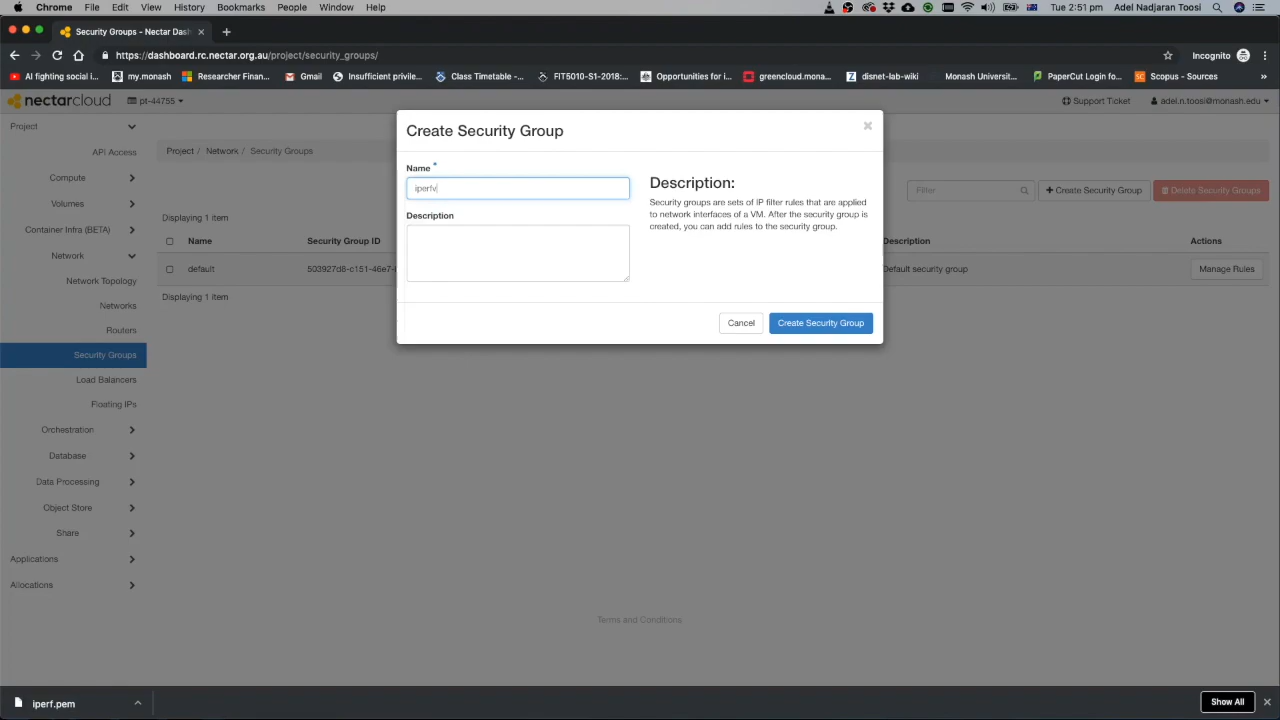 Chrome File Edit View History Bookmarks People Window Help Tue 2:51 pm Adel Nadjaran Toosi
Security Groups - Nectar Dash
https://dashboard.rc.nectar.org.au/project/security_groups/ Incognito
AI fighting social i... my.monash Researcher Finan... Gmail Insufficient privile... Class Timetable -... FIT5010-S1-2018:... Opportunities for i... greencloud.mona... disnet-lab-wiki Monash Universit... PaperCut Login fo... Scopus - Sources »
nectarcloud pt-44755 Support Ticket adel.n.toosi@monash.edu
Project
API Access
Compute
Volumes
Container Infra (BETA)
Network
Network Topology
Networks
Routers
Security Groups
Load Balancers
Floating IPs
Orchestration
Database
Data Processing
Object Store
Share
Applications
Allocations
Project / Network / Security Groups
Filter + Create Security Group Delete Security Groups
Displaying 1 item
Name Security Group ID Description Actions
default 503927d8-c151-46e7- Default security group Manage Rules
Displaying 1 item
Create Security Group ×
Name *
iperfv
Description
Description:
Security groups are sets of IP filter rules that are applied
to network interfaces of a VM. After the security group is
created, you can add rules to the security group.
Cancel Create Security Group
Terms and Conditions
iperf.pem Show All